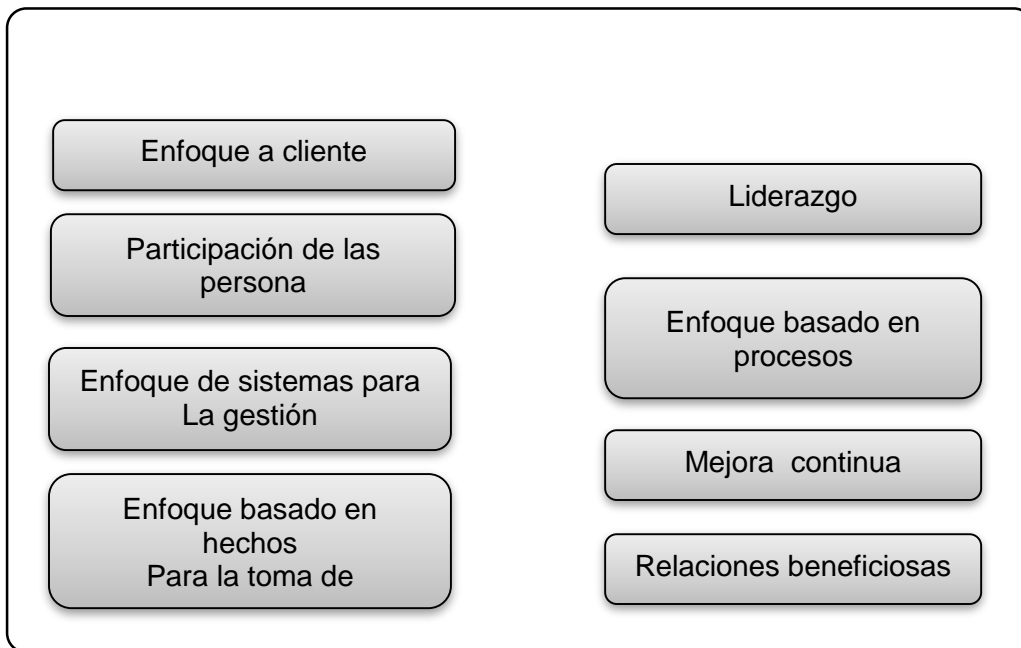 Enfoque a cliente
Participación de las
persona
Enfoque de sistemas para
La gestión
Enfoque basado en
hechos
Para la toma de
Liderazgo
Enfoque basado en
procesos
Mejora  continua
Relaciones beneficiosas